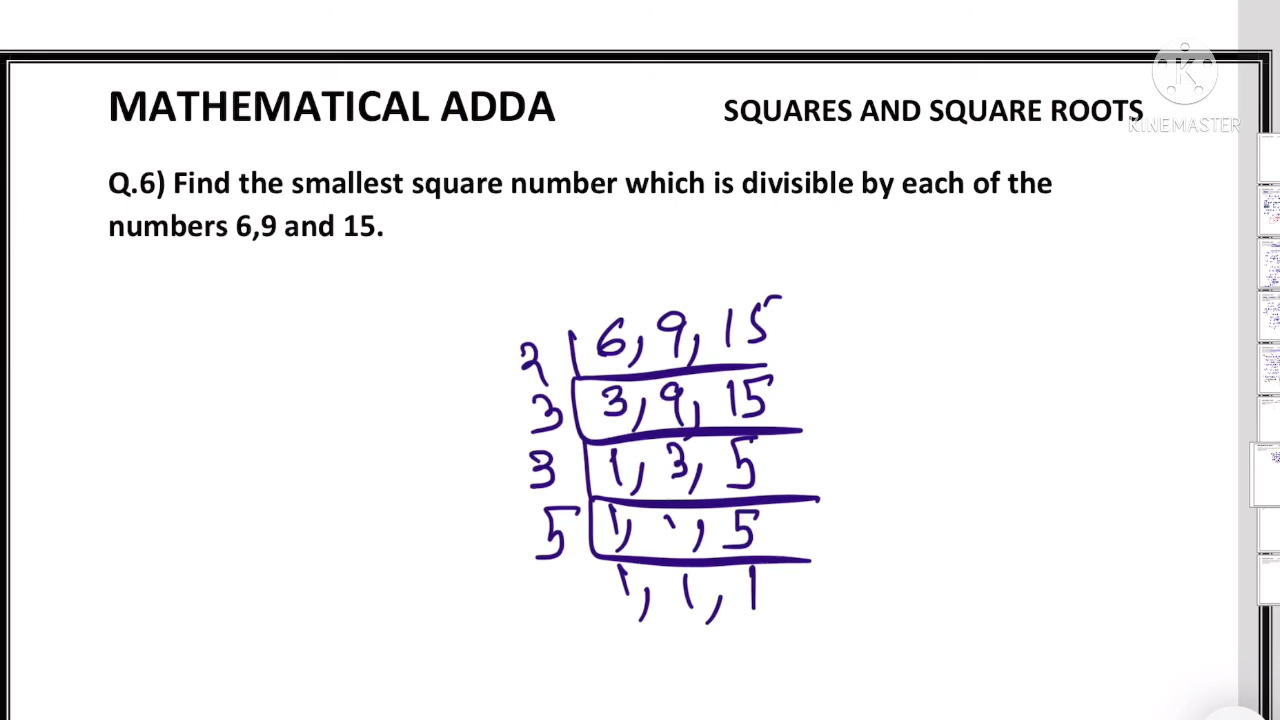 MATHEMATICAL ADDA SQUARES AND SQUARE ROOTS
KINEMASTER
Q.6) Find the smallest square number which is divisible by each of the
numbers 6,9 and 15.
2 6, 9, 15
3 3, 9, 15
3 1, 3, 5
5 1, 1, 5
1, 1, 1